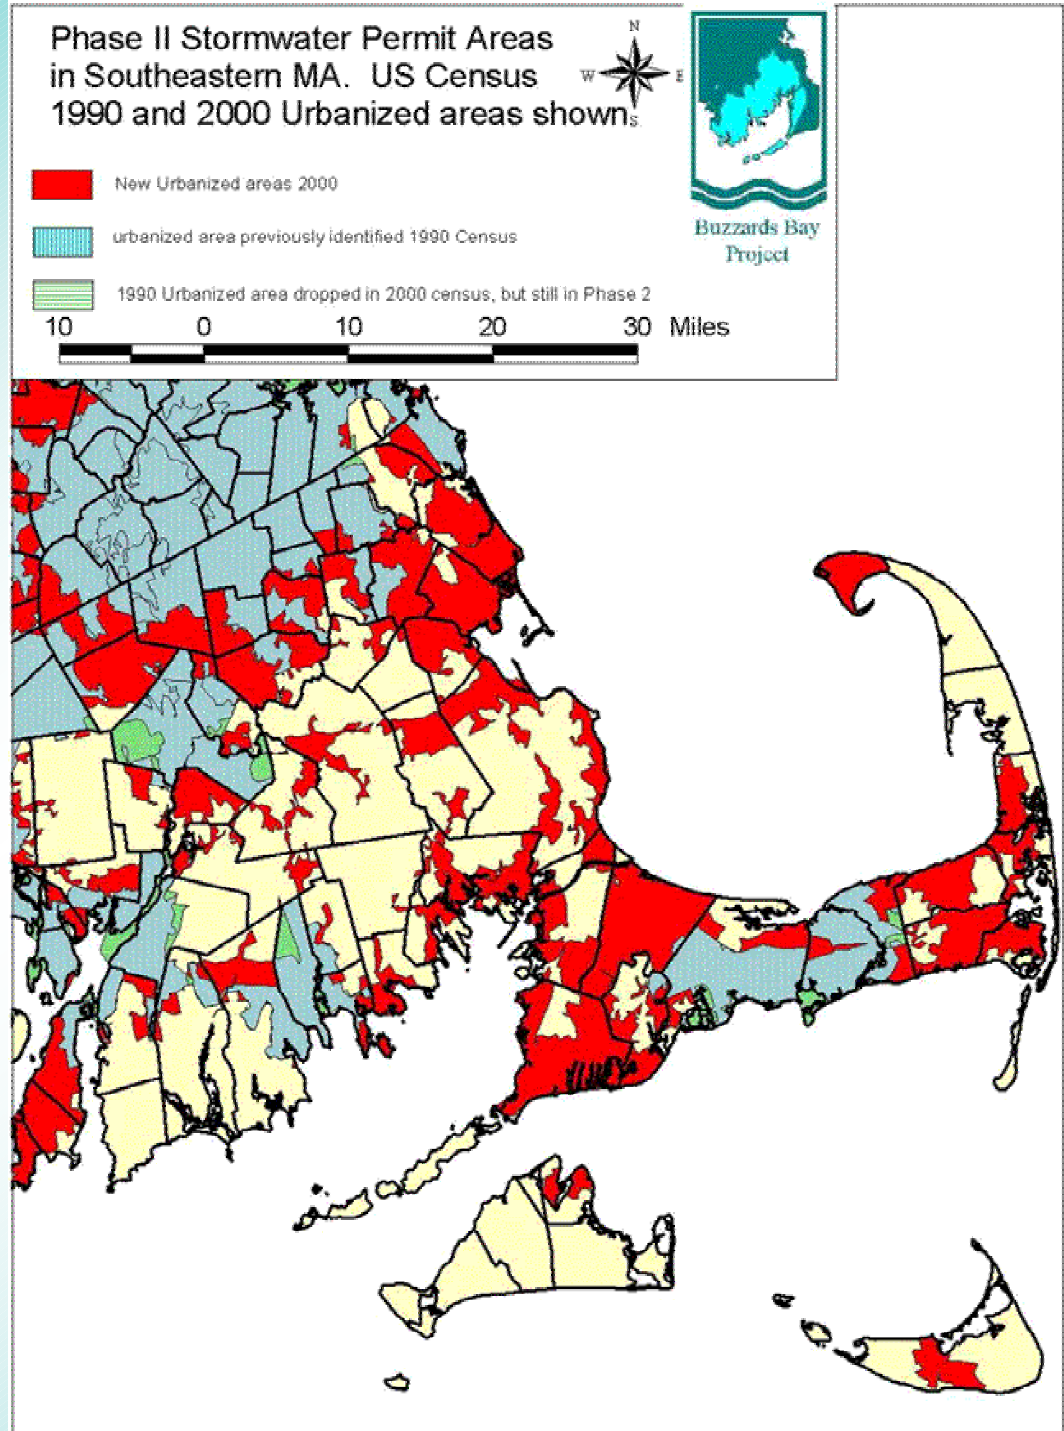 Phase II Stormwater Permit Areas
in Southeastern MA. US Census
1990 and 2000 Urbanized areas shown
N
W E
S
Buzzards Bay
Project
New Urbanized areas 2000
urbanized area previously identified 1990 Census
1990 Urbanized area dropped in 2000 census, but still in Phase 2
10 0 10 20 30 Miles